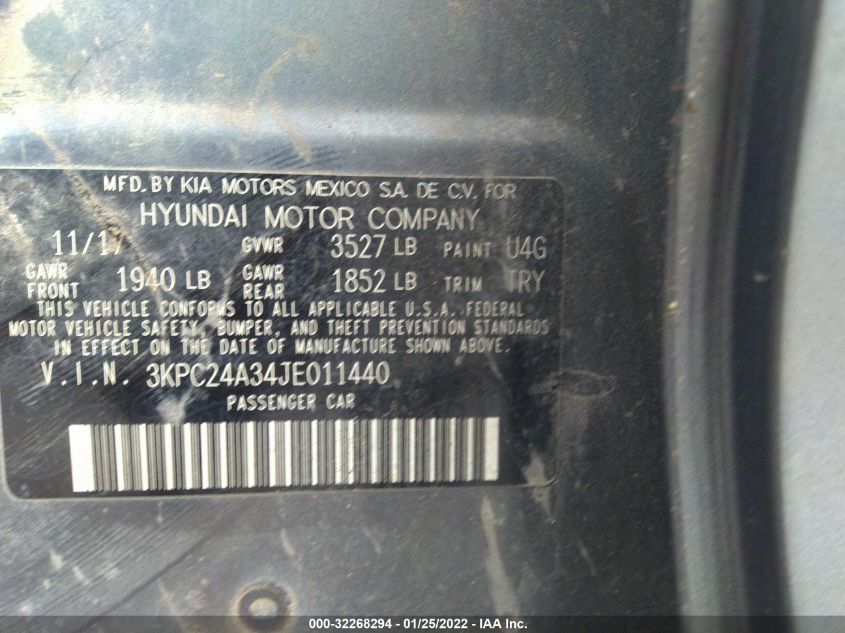 MFD. BY KIA MOTORS MEXICO S.A. DE C.V. FOR
HYUNDAI MOTOR COMPANY
11/17 GVWR 3527 LB PAINT U4G
GAWR FRONT 1940 LB GAWR REAR 1852 LB TRIM TRY
THIS VEHICLE CONFORMS TO ALL APPLICABLE U.S.A. FEDERAL
MOTOR VEHICLE SAFETY, BUMPER, AND THEFT PREVENTION STANDARDS
IN EFFECT ON THE DATE OF MANUFACTURE SHOWN ABOVE.
V.I.N. 3KPC24A34JE011440
PASSENGER CAR
000-32268294 - 01/25/2022 - IAA Inc.